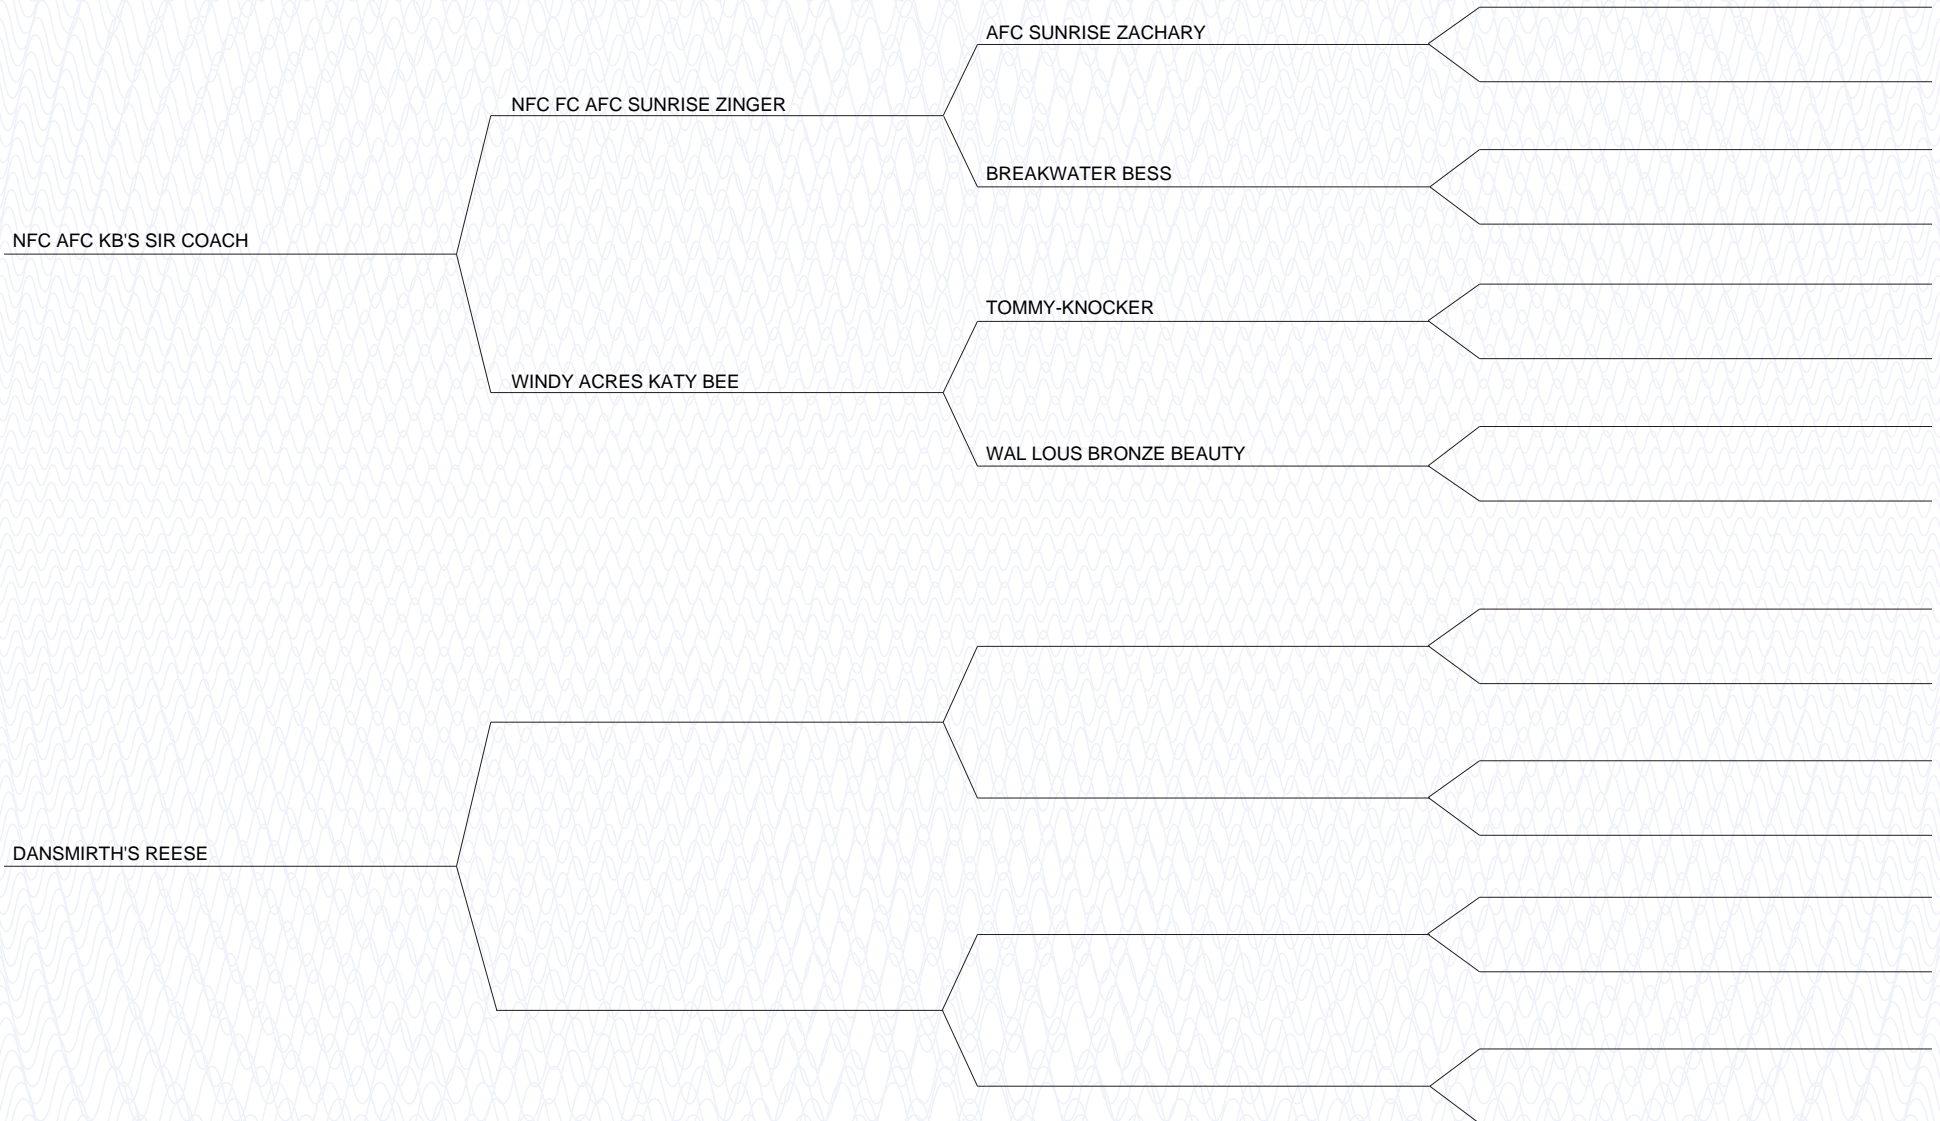 AFC SUNRISE ZACHARY
NFC FC AFC SUNRISE ZINGER
BREAKWATER BESS
NFC AFC KB'S SIR COACH
TOMMY-KNOCKER
WINDY ACRES KATY BEE
WAL LOUS BRONZE BEAUTY
DANSMIRTH'S REESE